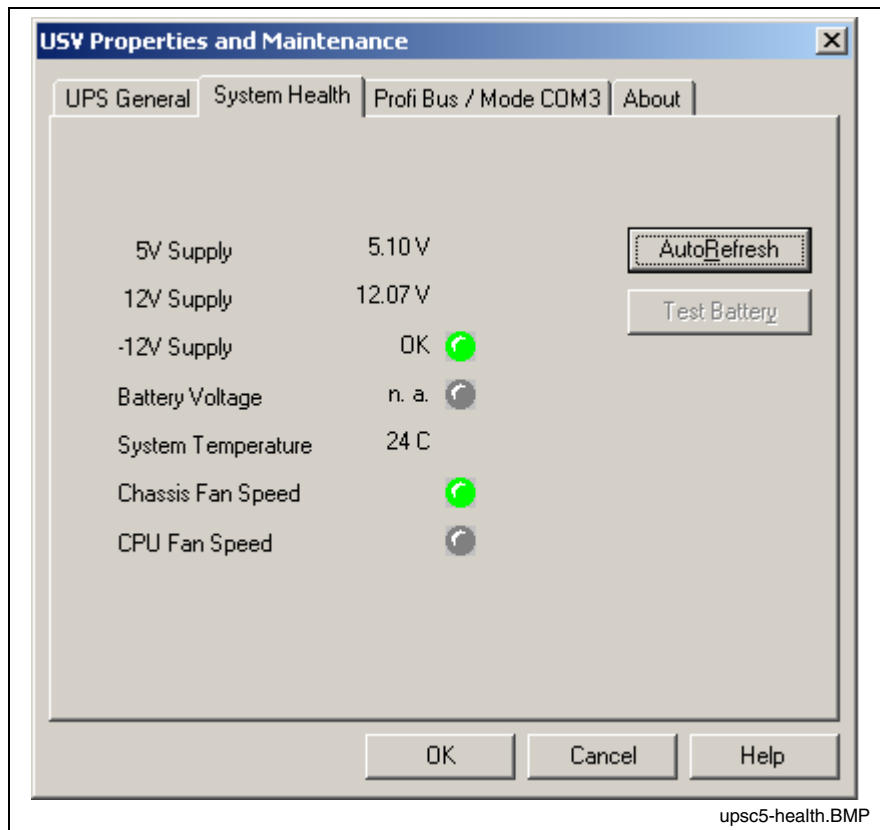 USV Properties and Maintenance
UPS General System Health Profi Bus / Mode COM3 About
5V Supply 5.10 V AutoRefresh
12V Supply 12.07 V Test Battery
-12V Supply OK
Battery Voltage n. a.
System Temperature 24 C
Chassis Fan Speed
CPU Fan Speed
OK Cancel Help
upsc5-health.BMP